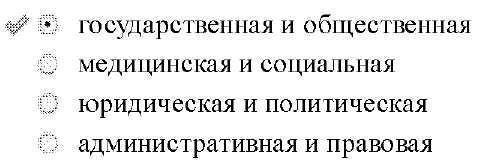 государственная и общественная
медицинская и социальная
юридическая и политическая
административная и правовая